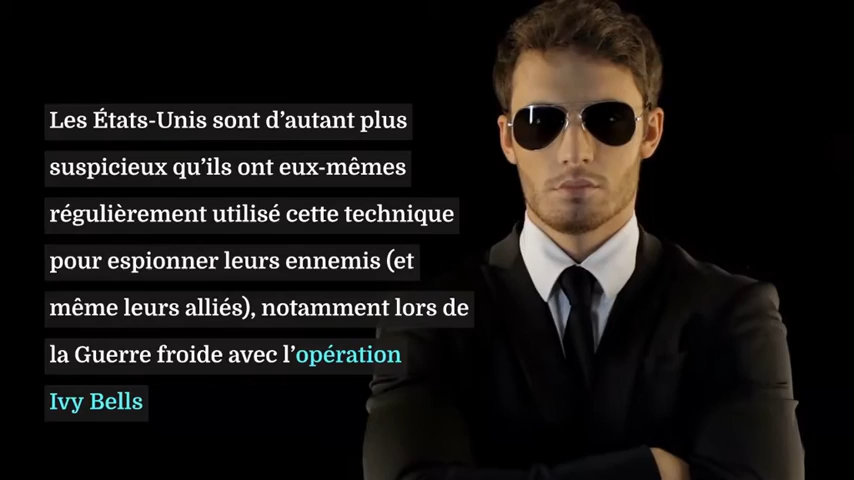 Les États-Unis sont d’autant plus
suspicieux qu’ils ont eux-mêmes
régulièrement utilisé cette technique
pour espionner leurs ennemis (et
même leurs alliés), notamment lors de
la Guerre froide avec l’opération
Ivy Bells